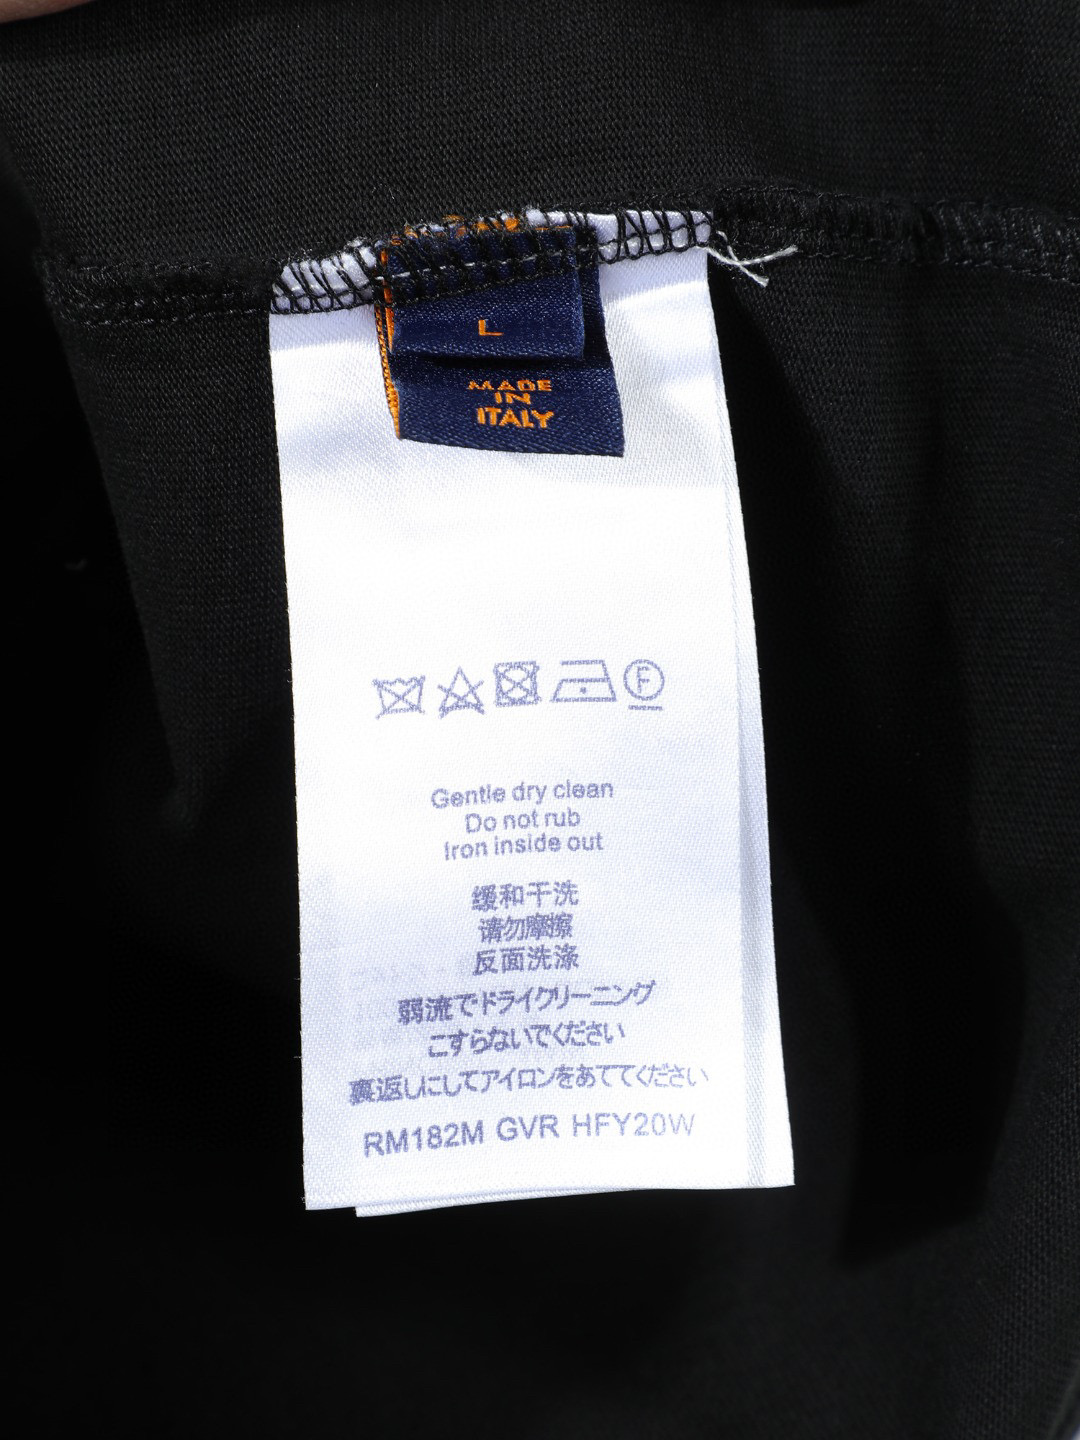 L
MADE
IN
ITALY
F
Gentle dry clean
Do not rub
Iron inside out
缓和干洗
请勿摩擦
反面洗涤
弱流でドライクリーニング
こすらないでください
裏返しにしてアイロンをあててください
RM182M GVR HFY20W